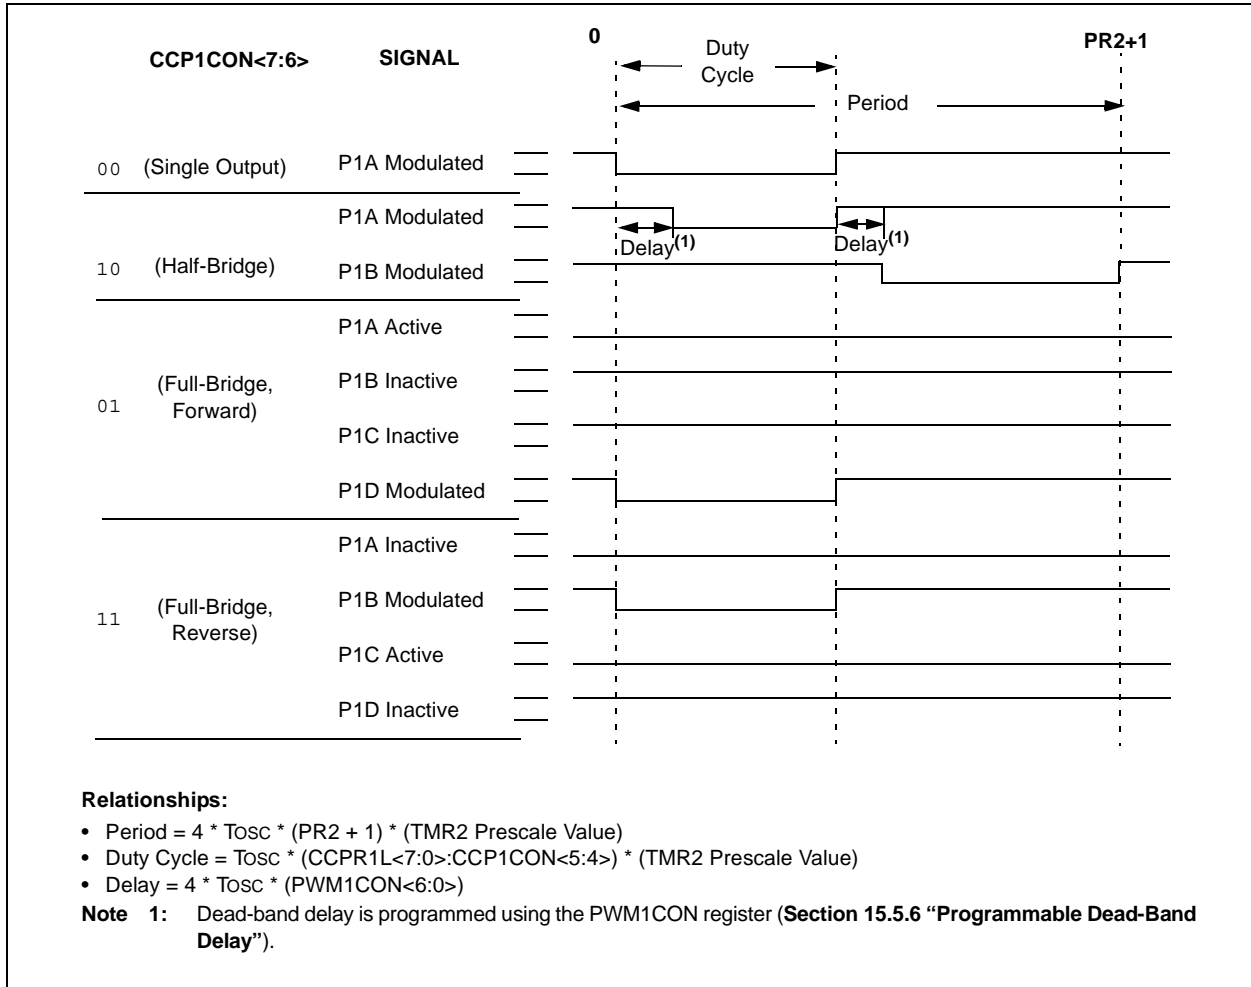 CCP1CON<7:6> SIGNAL 0 Duty Cycle PR2+1
Period
00 (Single Output) P1A Modulated
P1A Modulated
Delay(1) Delay(1)
10 (Half-Bridge) P1B Modulated
P1A Active
P1B Inactive
01 (Full-Bridge, Forward)
P1C Inactive
P1D Modulated
P1A Inactive
P1B Modulated
11 (Full-Bridge, Reverse)
P1C Active
P1D Inactive
Relationships:
• Period = 4 * TOSC * (PR2 + 1) * (TMR2 Prescale Value)
• Duty Cycle = TOSC * (CCPR1L<7:0>:CCP1CON<5:4>) * (TMR2 Prescale Value)
• Delay = 4 * TOSC * (PWM1CON<6:0>)
Note 1: Dead-band delay is programmed using the PWM1CON register (Section 15.5.6 “Programmable Dead-Band
Delay”).